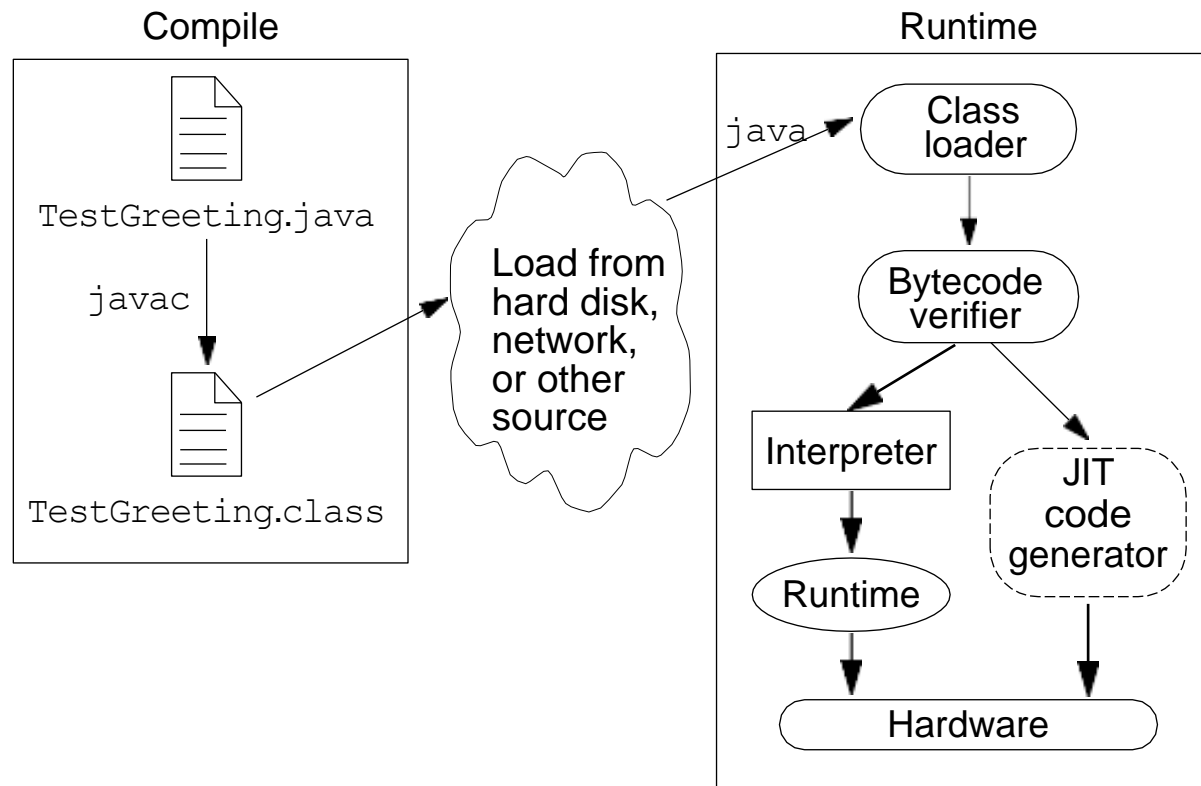 Compile
TestGreeting.java
javac
TestGreeting.class
Load from
hard disk,
network,
or other
source
Runtime
java
Class
loader
Bytecode
verifier
Interpreter
JIT
code
generator
Runtime
Hardware